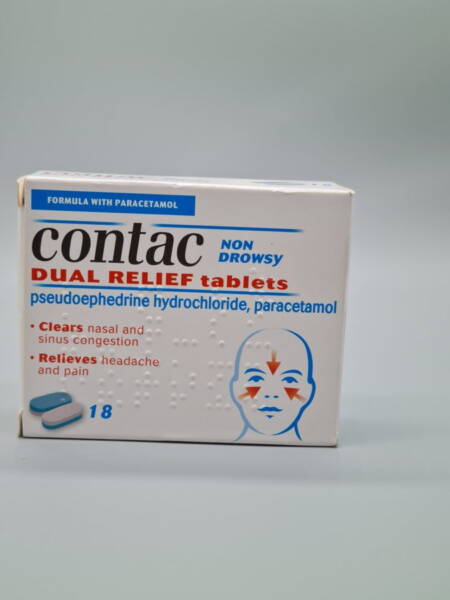 FORMULA WITH PARACETAMOL
contac NON DROWSY
DUAL RELIEF tablets
pseudoephedrine hydrochloride, paracetamol
• Clears nasal and
sinus congestion
• Relieves headache
and pain
18